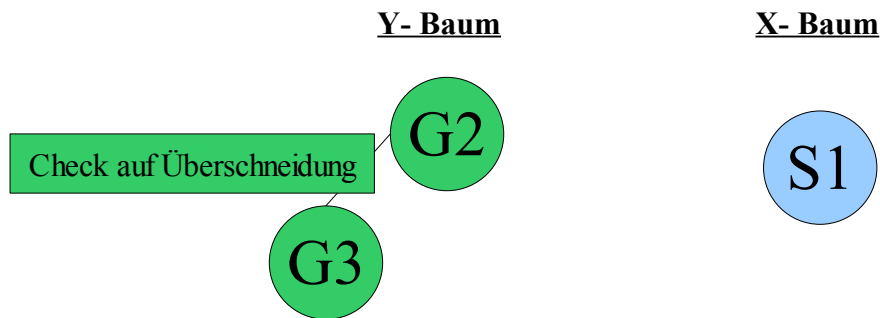 Y- Baum
X- Baum
G2
Check auf Überschneidung
S1
G3